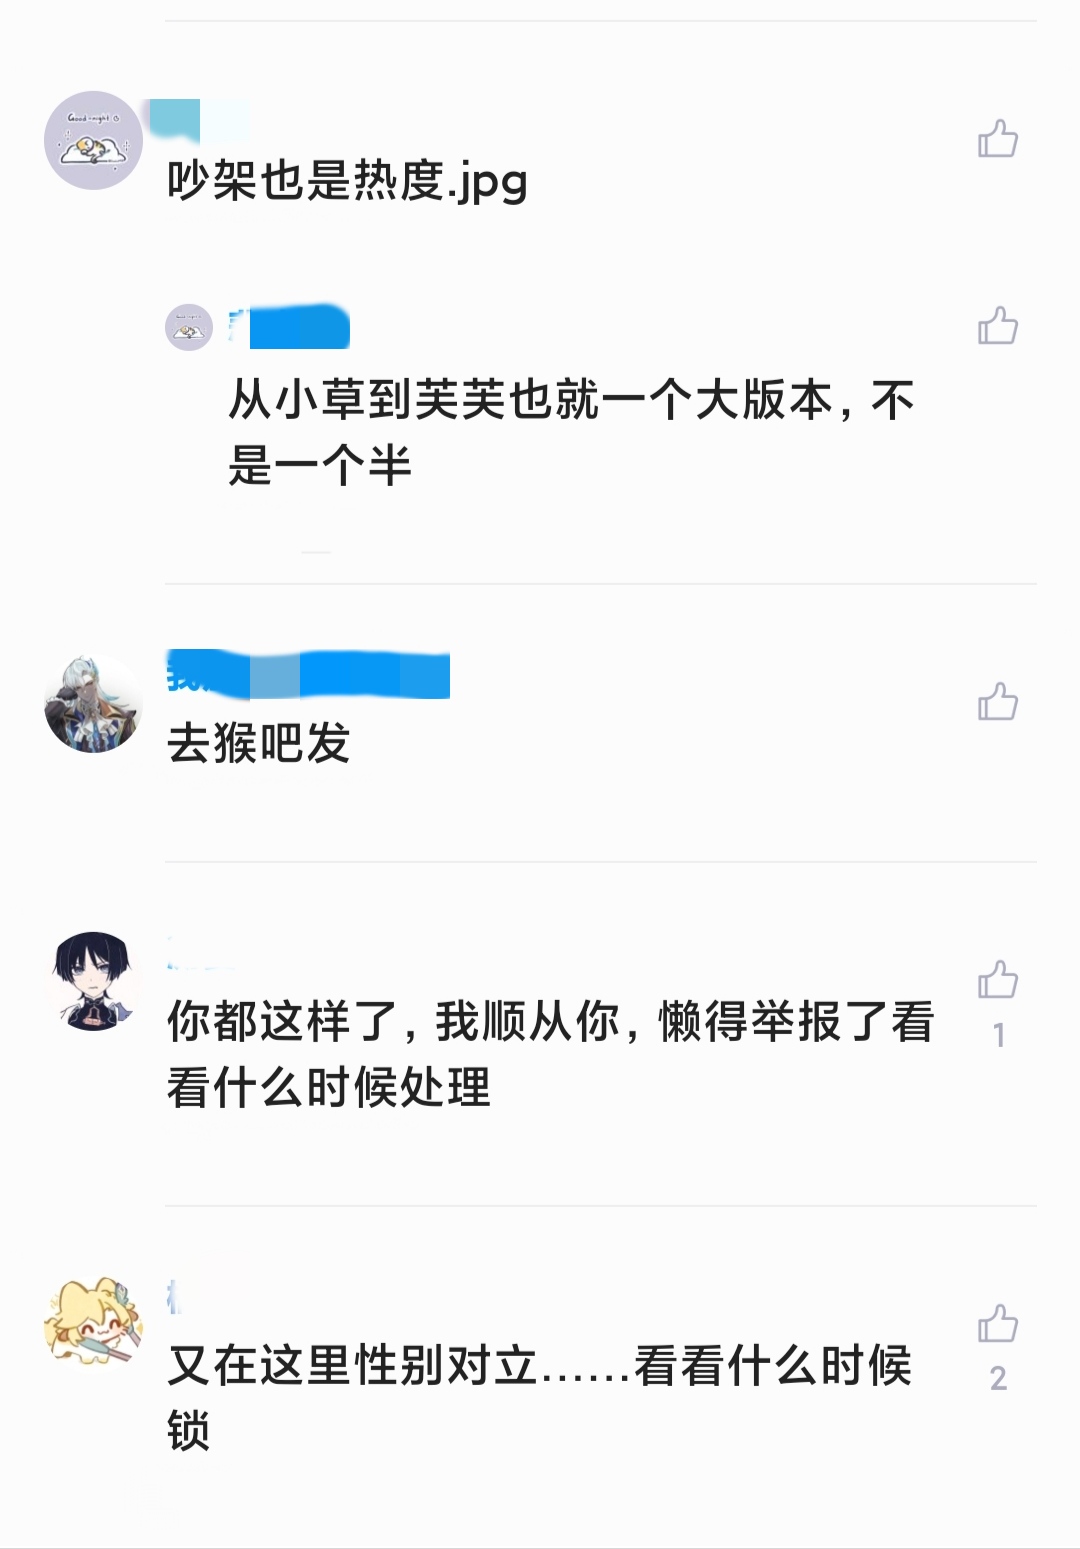 Good night
吵架也是热度.jpg
从小草到芙芙也就一个大版本，不
是一个半
去猴吧发
你都这样了，我顺从你，懒得举报了看
看什么时候处理
1
又在这里性别对立……看看什么时候
锁
2